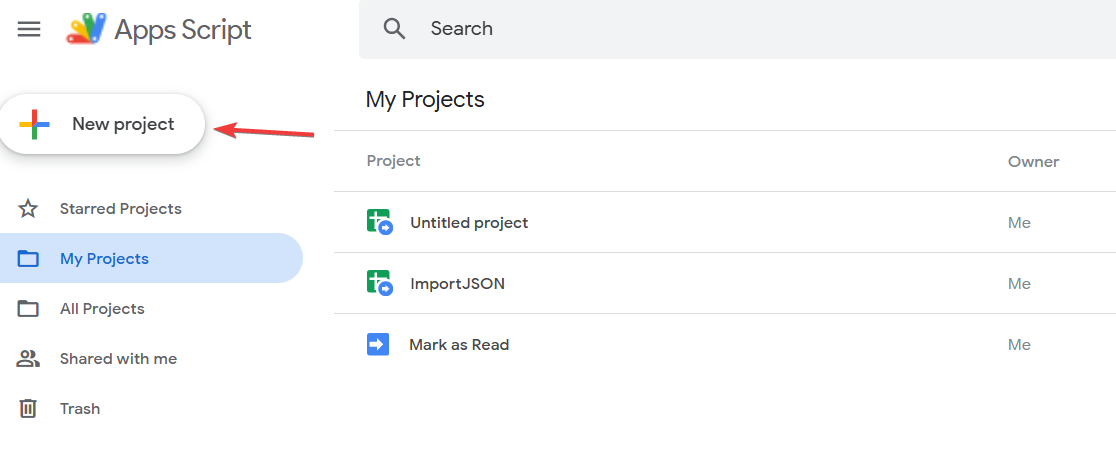 Apps Script
Search
New project
Starred Projects
My Projects
All Projects
Shared with me
Trash
My Projects
Project Owner
Untitled project Me
ImportJSON Me
Mark as Read Me